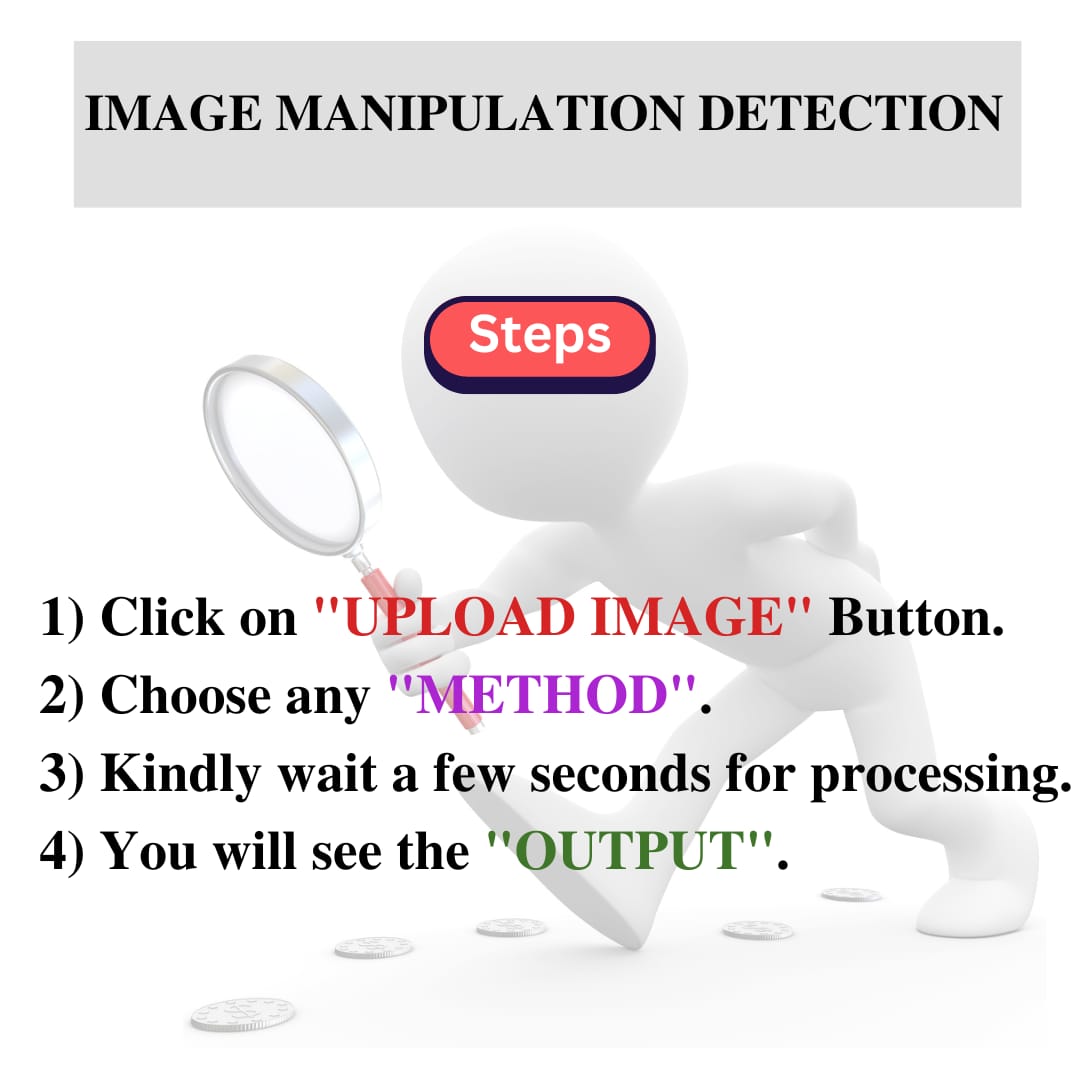 IMAGE MANIPULATION DETECTION
Steps
1) Click on "UPLOAD IMAGE" Button.
2) Choose any "METHOD".
3) Kindly wait a few seconds for processing.
4) You will see the "OUTPUT".